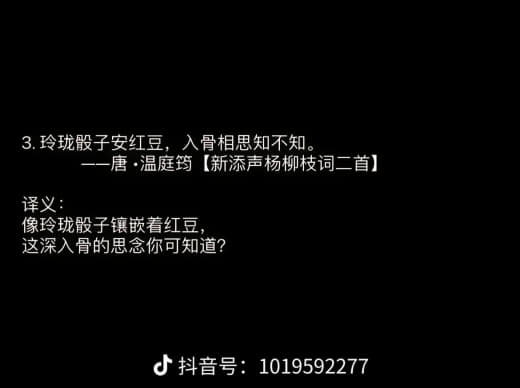 3. 玲珑骰子安红豆，入骨相思知不知。
——唐·温庭筠【新添声杨柳枝词二首】
译义：
像玲珑骰子镶嵌着红豆，
这深入骨的思念你可知道？
抖音号：1019592277